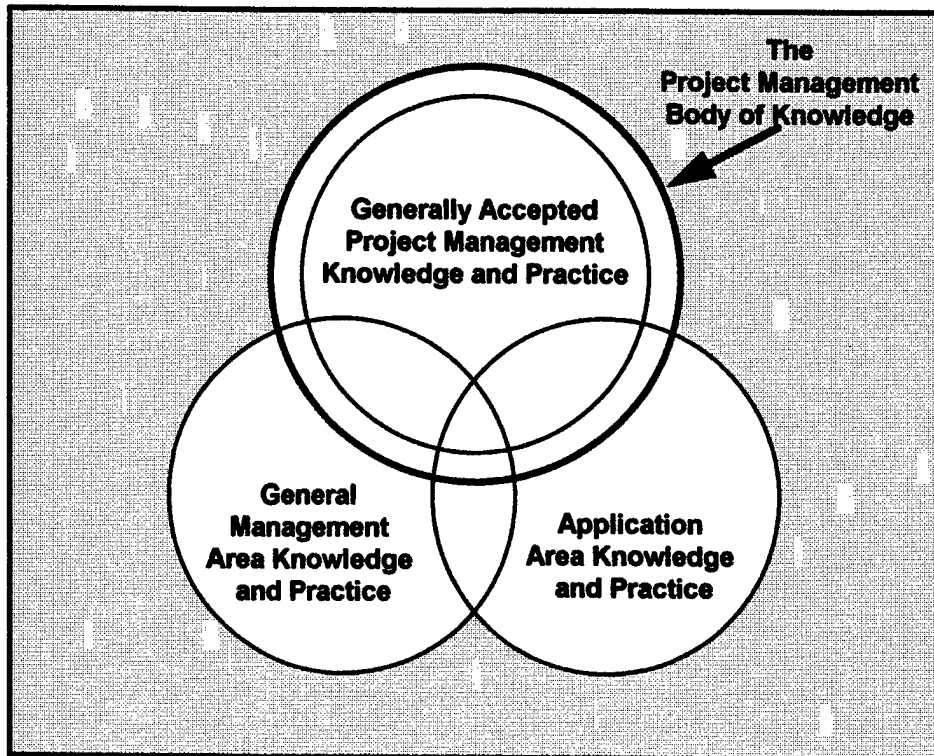 The
Project Management
Body of Knowledge
Generally Accepted
Project Management
Knowledge and Practice
General
Management
Area Knowledge
and Practice
Application
Area Knowledge
and Practice